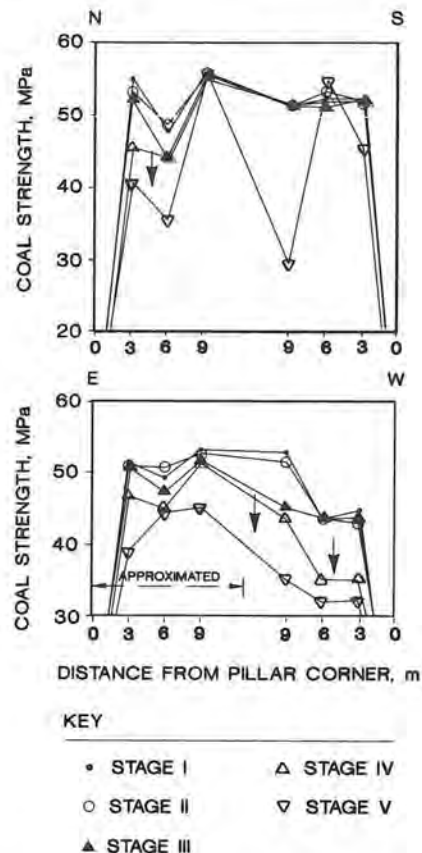 N S
60
50
40
30
20
COAL STRENGTH, MPa
0 3 6 9 9 6 3 0
E W
60
50
40
30
COAL STRENGTH, MPa
APPROXIMATED
0 3 6 9 9 6 3 0
DISTANCE FROM PILLAR CORNER, m
KEY
STAGE I
STAGE IV
STAGE II
STAGE V
STAGE III